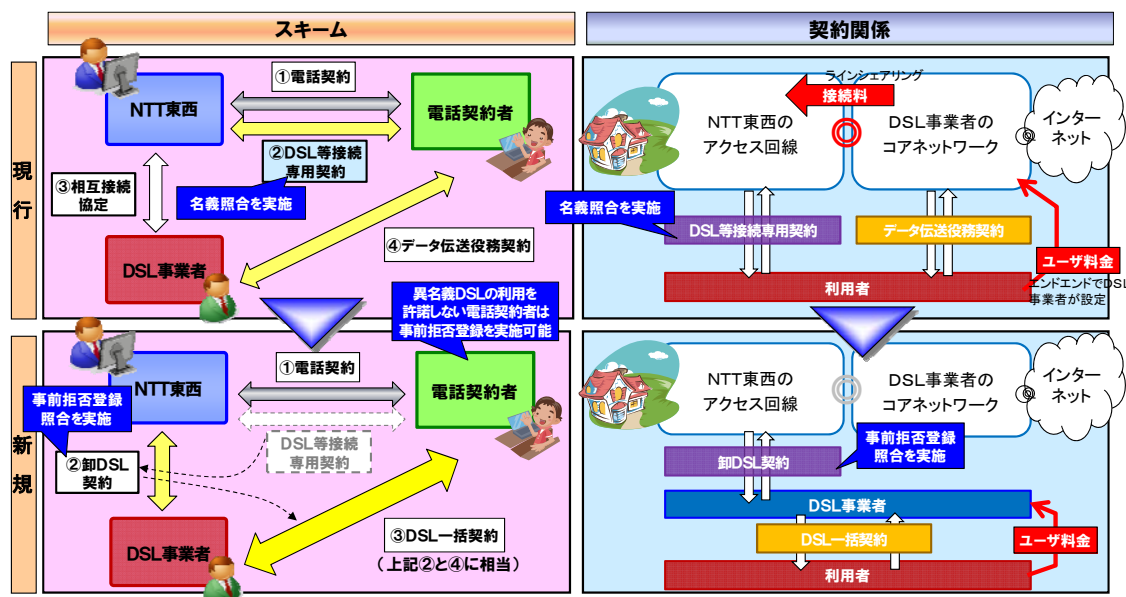 スキーム
契約関係
現
行
NTT東西
①電話契約
電話契約者
②DSL等接続
専用契約
③相互接続
協定
名義照合を実施
④データ伝送役務契約
DSL事業者
ラインシェアリング
接続料
NTT東西の
アクセス回線
DSL事業者の
コアネットワーク
インター
ネット
名義照合を実施
DSL等接続専用契約
データ伝送役務契約
ユーザ料金
利用者
エンドエンドでDSL
事業者が設定
新
規
異名義DSLの利用を
許諾しない電話契約者は
事前拒否登録を実施可能
NTT東西
①電話契約
電話契約者
事前拒否登録
照合を実施
DSL等接続
専用契約
②卸DSL
契約
DSL事業者
③DSL一括契約
（上記②と④に相当）
NTT東西の
アクセス回線
DSL事業者の
コアネットワーク
インター
ネット
事前拒否登録
照合を実施
卸DSL契約
DSL事業者
DSL一括契約
ユーザ料金
利用者